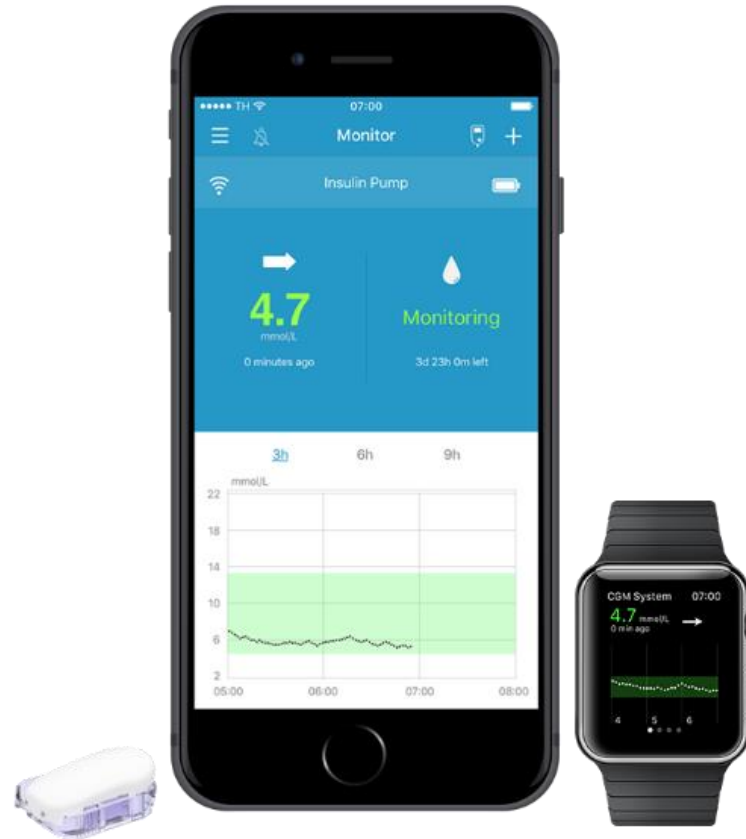 TH 07:00
Monitor
Insulin Pump
4.7
mmol/L
0 minutes ago
Monitoring
3d 23h 0m left
3h 6h 9h
mmol/L
22
18
14
10
6
2
05:00 06:00 07:00 08:00
CGM System 07:00
4.7 mmol/L
0 min ago
4 5 6